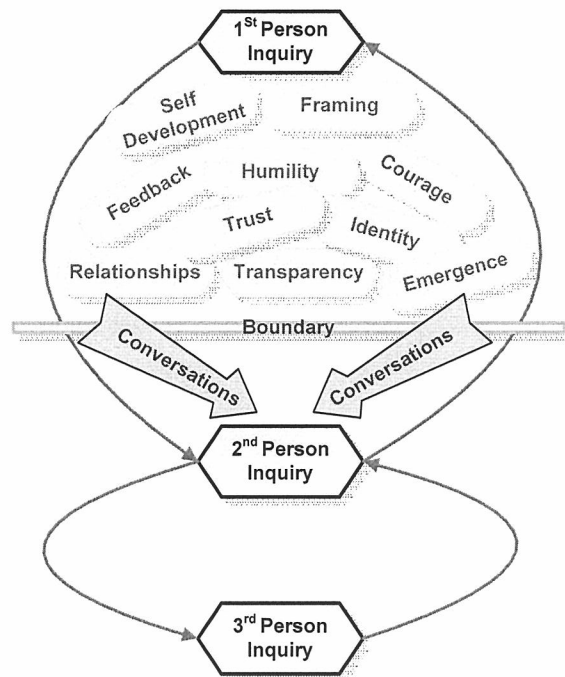 1St Person
Inquiry
Self
Development
Framing
Feedback
Humility
Courage
Trust
Identity
Relationships
Transparency
Emergence
Boundary
Conversations
Conversations
2nd Person
Inquiry
3rd Person
Inquiry